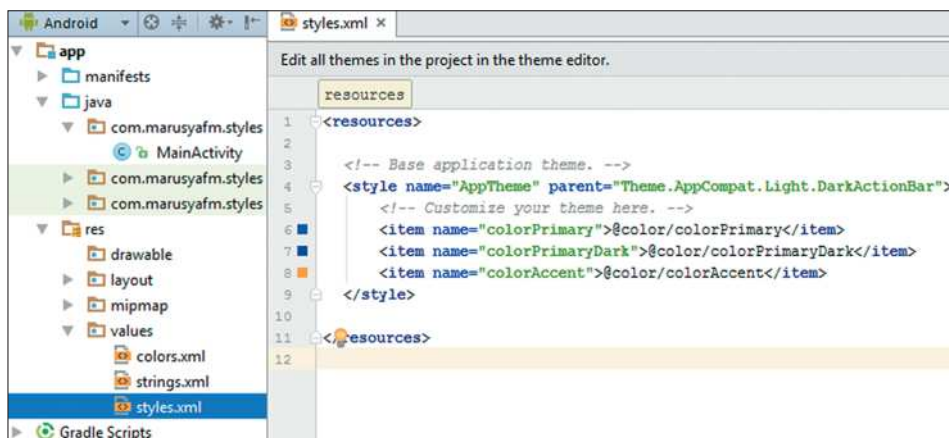 Android
app
manifests
java
com.marusyafm.styles
MainActivity
com.marusyafm.styles
com.marusyafm.styles
res
drawable
layout
mipmap
values
colors.xml
strings.xml
styles.xml
Gradle Scripts
styles.xml ×
Edit all themes in the project in the theme editor.
resources
1 <resources>
2
3 <!-- Base application theme. -->
4 <style name="AppTheme" parent="Theme.AppCompat.Light.DarkActionBar">
5 <!-- Customize your theme here. -->
6 <item name="colorPrimary">@color/colorPrimary</item>
7 <item name="colorPrimaryDark">@color/colorPrimaryDark</item>
8 <item name="colorAccent">@color/colorAccent</item>
9 </style>
10
11 </resources>
12